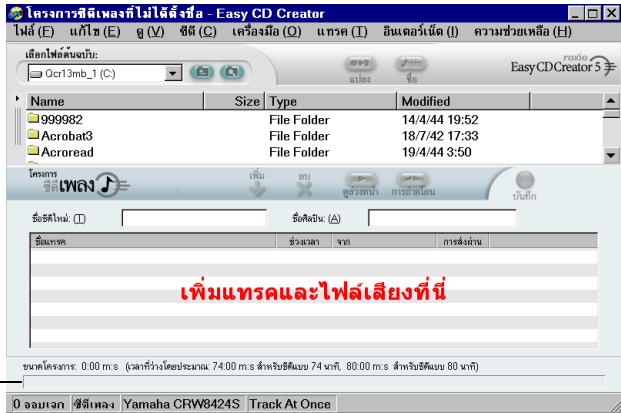 โครงการซีดีเพลงที่ไม่ได้ตั้งชื่อ - Easy CD Creator
ไฟล์ (F) แก้ไข (E) ดู (V) ซีดี (C) เครื่องมือ (O) แทรค (T) อินเตอร์เน็ต (I) ความช่วยเหลือ (H)
เลือกไฟล์ต้นฉบับ:
Qcr13mb_1 (C:)
แปลง ชื่อ
roxio
Easy CD Creator 5
Name Size Type Modified
999982 File Folder 14/4/44 19:52
Acrobat3 File Folder 18/7/42 17:33
Acroread File Folder 19/4/44 3:50
โครงการ
ซีดีเพลง
เพิ่ม ลบ ดูล่วงหน้า การถ่ายโอน บันทึก
ชื่อซีดีใหม่: (T) ชื่อศิลปิน: (A)
ชื่อแทรค ช่วงเวลา จาก การส่งผ่าน
เพิ่มแทรคและไฟล์เสียงที่นี่
ขนาดโครงการ: 0:00 m:s (เวลาที่ว่างโดยประมาณ: 74:00 m:s สำหรับซีดีแบบ 74 นาที, 80:00 m:s สำหรับซีดีแบบ 80 นาที)
0 ออบเจก ซีดีเพลง Yamaha CRW8424S Track At Once